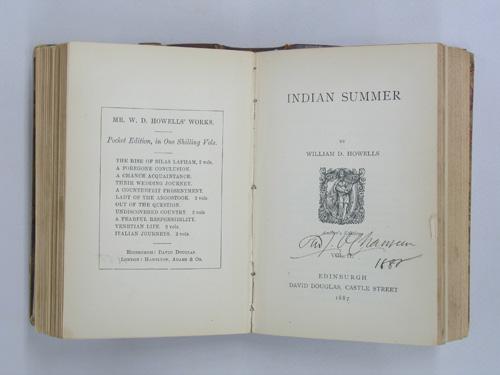 MR. W. D. HOWELLS' WORKS.
Pocket Edition, in One Shilling Vols.
THE RISE OF SILAS LAPHAM, 2 vols.
A FOREGONE CONCLUSION.
A CHANCE ACQUAINTANCE.
THEIR WEDDING JOURNEY.
A COUNTERFEIT PRESENTMENT.
LADY OF THE AROOSTOOK. 2 vols
OUT OF THE QUESTION.
UNDISCOVERED COUNTRY 2 vols
A FEARFUL RESPONSIBILITY.
VENETIAN LIFE. 2 vols.
ITALIAN JOURNEYS. 2 vols.
EDINBURGH: DAVID DOUGLAS
LONDON: HAMILTON, ADAMS & CO.
INDIAN SUMMER
BY
WILLIAM D. HOWELLS
Author's Edition
1888
EDINBURGH
DAVID DOUGLAS, CASTLE STREET
1887